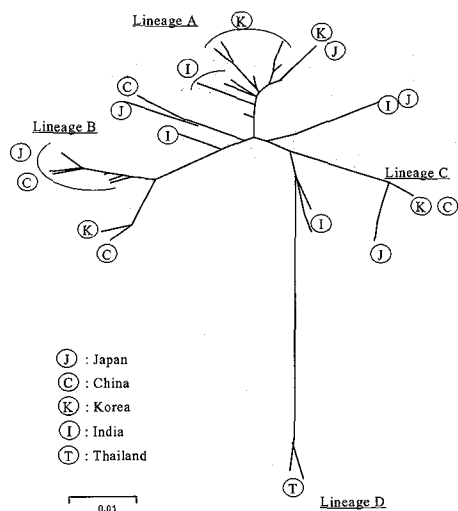 Lineage A
K
K
J
I
C
J
I J
Lineage B
I
J
C
Lineage C
K C
I
J
K
C
J : Japan
C : China
K : Korea
I : India
T : Thailand
T
0.01
Lineage D